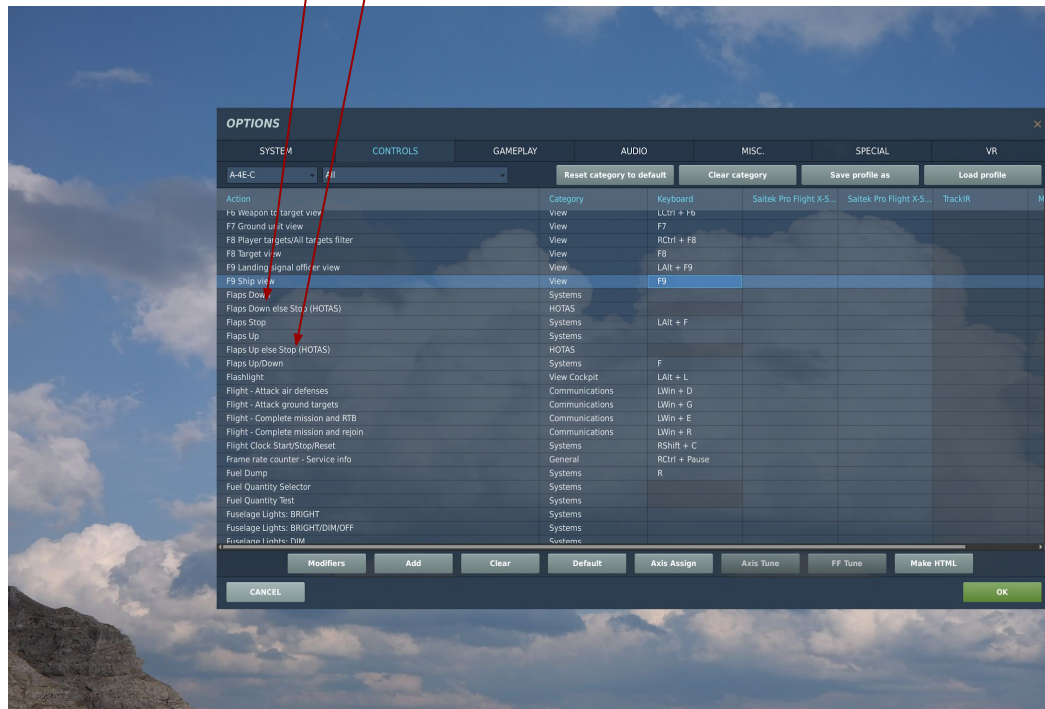 OPTIONS
SYSTEM CONTROLS GAMEPLAY AUDIO MISC. SPECIAL VR
A-4E-C All Reset category to default Clear category Save profile as Load profile
Action Category Keyboard Saitek Pro Flight X-5... Saitek Pro Flight X-5... TrackIR M
F6 Weapon to target view View LCtrl + F6
F7 Ground unit view View F7
F8 Player targets/All targets filter View RCtrl + F8
F8 Target view View F8
F9 Landing signal officer view View LAlt + F9
F9 Ship view View F9
Flaps Down Systems
Flaps Down else Stop (HOTAS) HOTAS
Flaps Stop Systems LAlt + F
Flaps Up Systems
Flaps Up else Stop (HOTAS) HOTAS
Flaps Up/Down Systems F
Flashlight View Cockpit LAlt + L
Flight - Attack air defenses Communications LWin + D
Flight - Attack ground targets Communications LWin + G
Flight - Complete mission and RTB Communications LWin + E
Flight - Complete mission and rejoin Communications LWin + R
Flight Clock Start/Stop/Reset Systems RShift + C
Frame rate counter - Service info General RCtrl + Pause
Fuel Dump Systems R
Fuel Quantity Selector Systems
Fuel Quantity Test Systems
Fuselage Lights: BRIGHT Systems
Fuselage Lights: BRIGHT/DIM/OFF Systems
Fuselage Lights: DIM Systems
Modifiers Add Clear Default Axis Assign Axis Tune FF Tune Make HTML
CANCEL OK